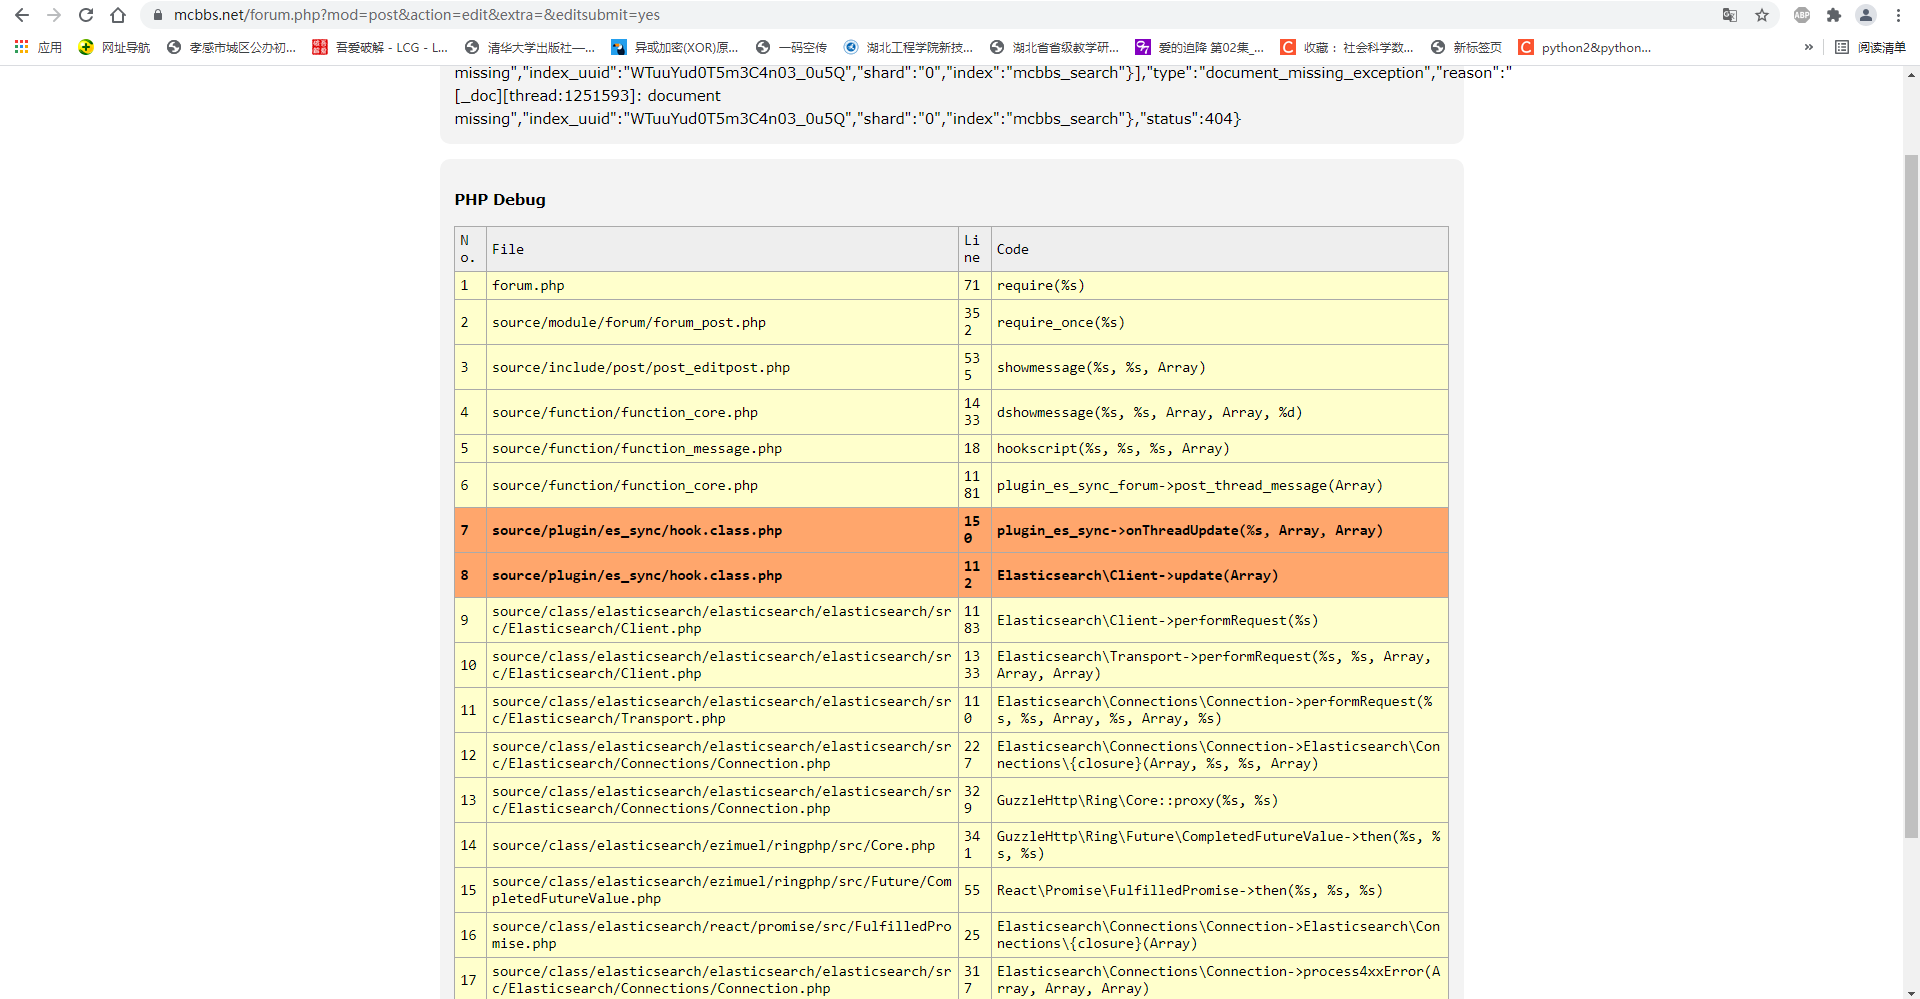 mcbbs.net/forum.php?mod=post&action=edit&extra=&editsubmit=yes
应用 网址导航 孝感市城区公办初... 吾爱破解 - LCG - L... 清华大学出版社—... 异或加密(XOR)原... 一码空传 湖北工程学院新技... 湖北省省级教学研... 爱的迫降 第02集_... 收藏 : 社会科学数... 新标签页 python2&python... » 阅读清单
missing","index_uuid":"WTuuYud0T5m3C4n03_0u5Q","shard":"0","index":"mcbbs_search"}],"type":"document_missing_exception","reason":"
[_doc][thread:1251593]: document
missing","index_uuid":"WTuuYud0T5m3C4n03_0u5Q","shard":"0","index":"mcbbs_search"},"status":404}
PHP Debug
No. File Line Code
1 forum.php 71 require(%s)
2 source/module/forum/forum_post.php 352 require_once(%s)
3 source/include/post/post_editpost.php 535 showmessage(%s, %s, Array)
4 source/function/function_core.php 1433 dshowmessage(%s, %s, Array, Array, %d)
5 source/function/function_message.php 18 hookscript(%s, %s, %s, Array)
6 source/function/function_core.php 1181 plugin_es_sync_forum->post_thread_message(Array)
7 source/plugin/es_sync/hook.class.php 150 plugin_es_sync->onThreadUpdate(%s, Array, Array)
8 source/plugin/es_sync/hook.class.php 112 Elasticsearch\Client->update(Array)
9 source/class/elasticsearch/elasticsearch/elasticsearch/src/Elasticsearch/Client.php 1183 Elasticsearch\Client->performRequest(%s)
10 source/class/elasticsearch/elasticsearch/elasticsearch/src/Elasticsearch/Client.php 1333 Elasticsearch\Transport->performRequest(%s, %s, Array, Array, Array)
11 source/class/elasticsearch/elasticsearch/elasticsearch/src/Elasticsearch/Transport.php 110 Elasticsearch\Connections\Connection->performRequest(%s, %s, Array, %s, Array, %s)
12 source/class/elasticsearch/elasticsearch/elasticsearch/src/Elasticsearch/Connections/Connection.php 227 Elasticsearch\Connections\Connection->Elasticsearch\Connections\{closure}(Array, %s, %s, Array)
13 source/class/elasticsearch/elasticsearch/elasticsearch/src/Elasticsearch/Connections/Connection.php 329 GuzzleHttp\Ring\Core::proxy(%s, %s)
14 source/class/elasticsearch/ezimuel/ringphp/src/Core.php 341 GuzzleHttp\Ring\Future\CompletedFutureValue->then(%s, %s, %s)
15 source/class/elasticsearch/ezimuel/ringphp/src/Future/CompletedFutureValue.php 55 React\Promise\FulfilledPromise->then(%s, %s, %s)
16 source/class/elasticsearch/react/promise/src/FulfilledPromise.php 25 Elasticsearch\Connections\Connection->Elasticsearch\Connections\{closure}(Array)
17 source/class/elasticsearch/elasticsearch/elasticsearch/src/Elasticsearch/Connections/Connection.php 317 Elasticsearch\Connections\Connection->process4xxError(Array, Array, Array)